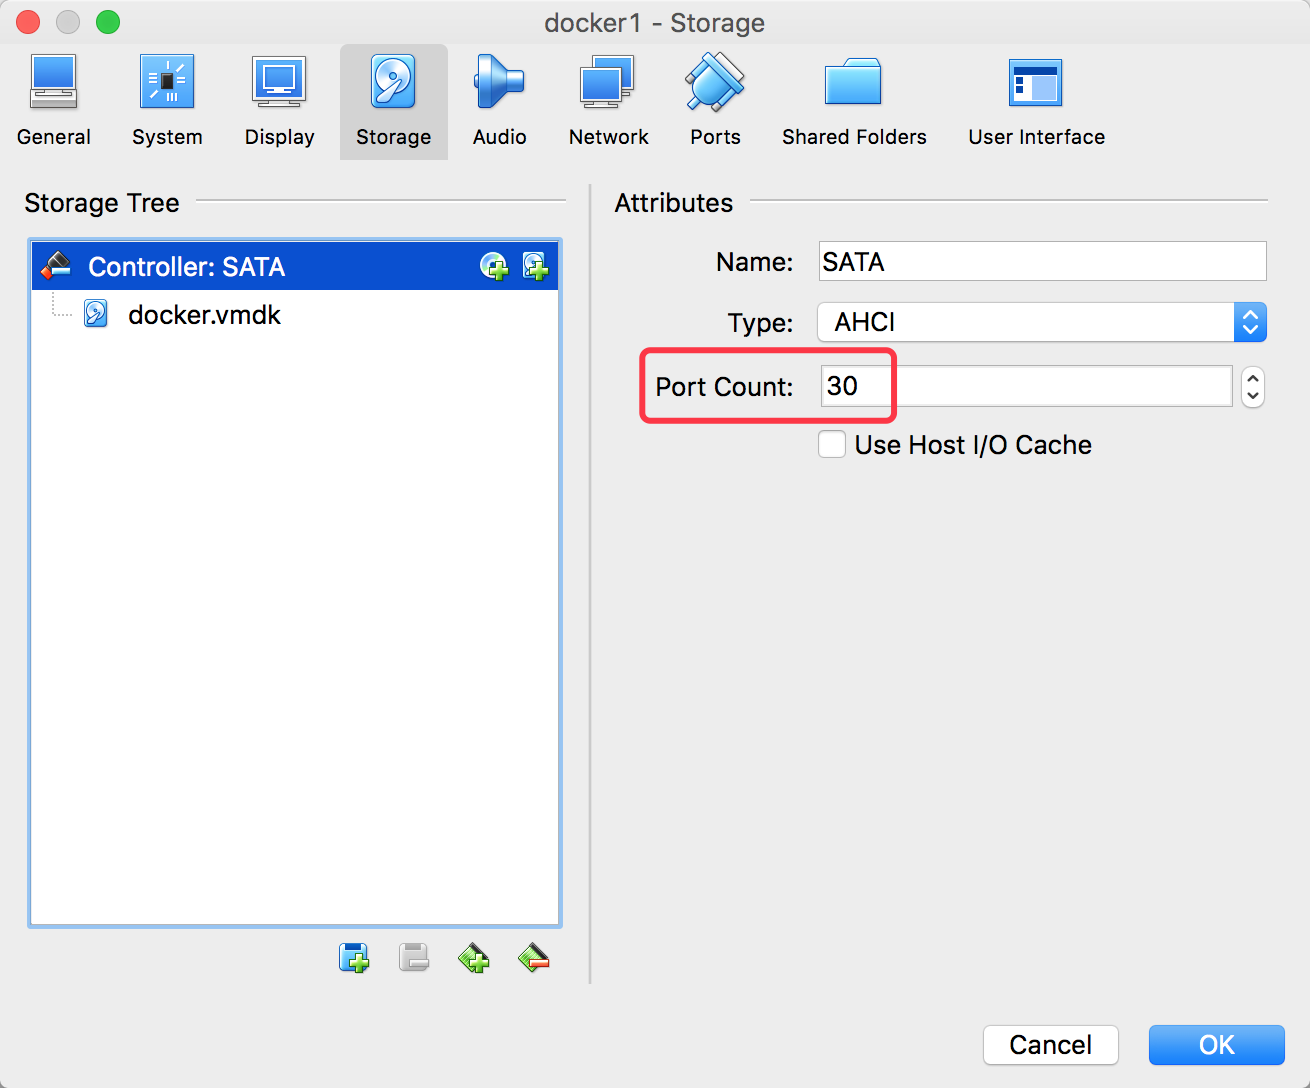 docker1 - Storage
General System Display Storage Audio Network Ports Shared Folders User Interface
Storage Tree
Controller: SATA
docker.vmdk
Attributes
Name: SATA
Type: AHCI
Port Count: 30
Use Host I/O Cache
Cancel OK